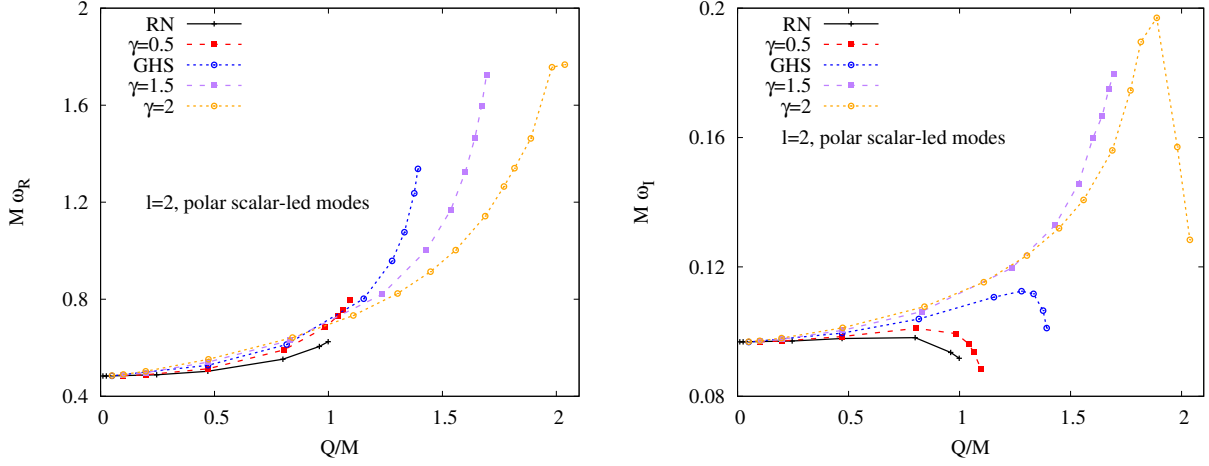 2
1.6
1.2
0.8
0.4
0
0.5
1
1.5
2
M ω_R
Q/M
RN
γ=0.5
GHS
γ=1.5
γ=2
l=2, polar scalar-led modes
0.2
0.16
0.12
0.08
0
0.5
1
1.5
2
M ω_I
Q/M
RN
γ=0.5
GHS
γ=1.5
γ=2
l=2, polar scalar-led modes